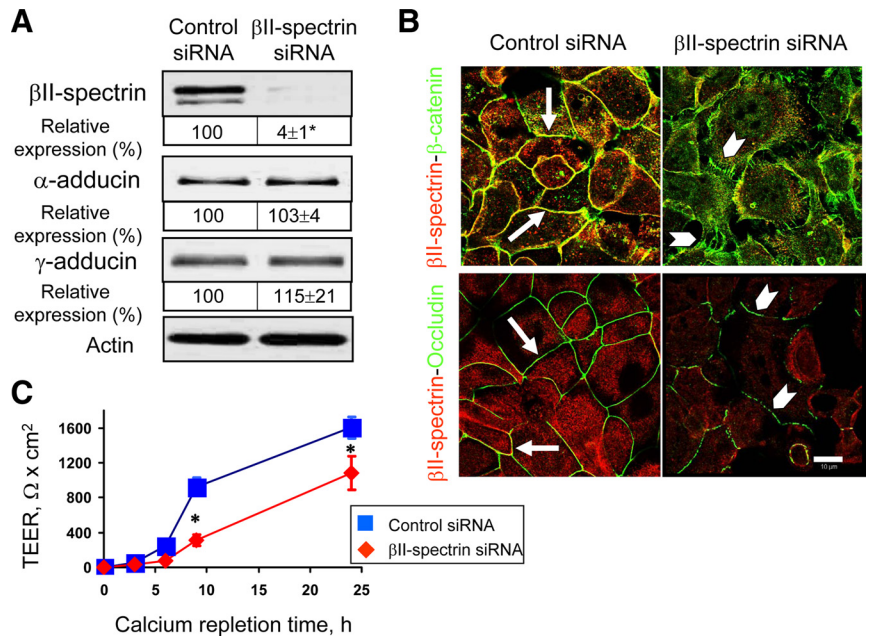 A
Control siRNA
βII-spectrin siRNA
βII-spectrin
Relative expression (%)
100
4±1*
α-adducin
Relative expression (%)
100
103±4
γ-adducin
Relative expression (%)
100
115±21
Actin
B
Control siRNA
βII-spectrin siRNA
βII-spectrin-β-catenin
βII-spectrin-Occludin
10 µm
C
TEER, Ω x cm²
1600
1200
800
400
0
*
*
0
5
10
15
20
25
Calcium repletion time, h
Control siRNA
βII-spectrin siRNA